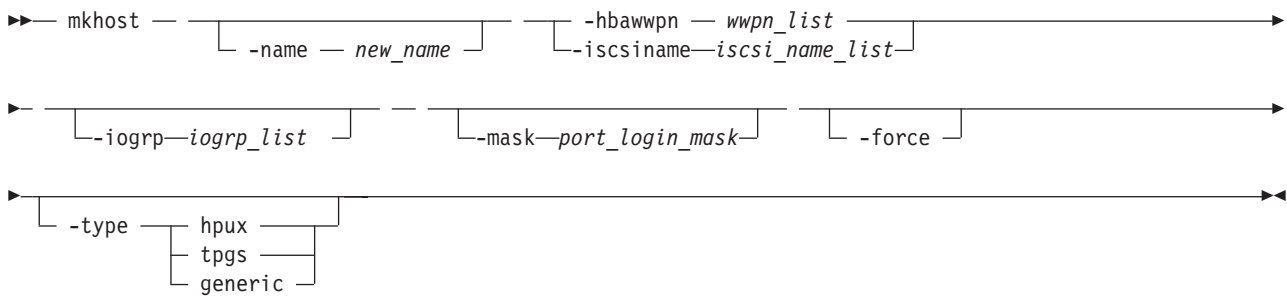 mkhost -hbawwpn wwpn_list
-name new_name -iscsiname iscsi_name_list
-iogrp iogrp_list -mask port_login_mask -force
-type hpux
tpgs
generic